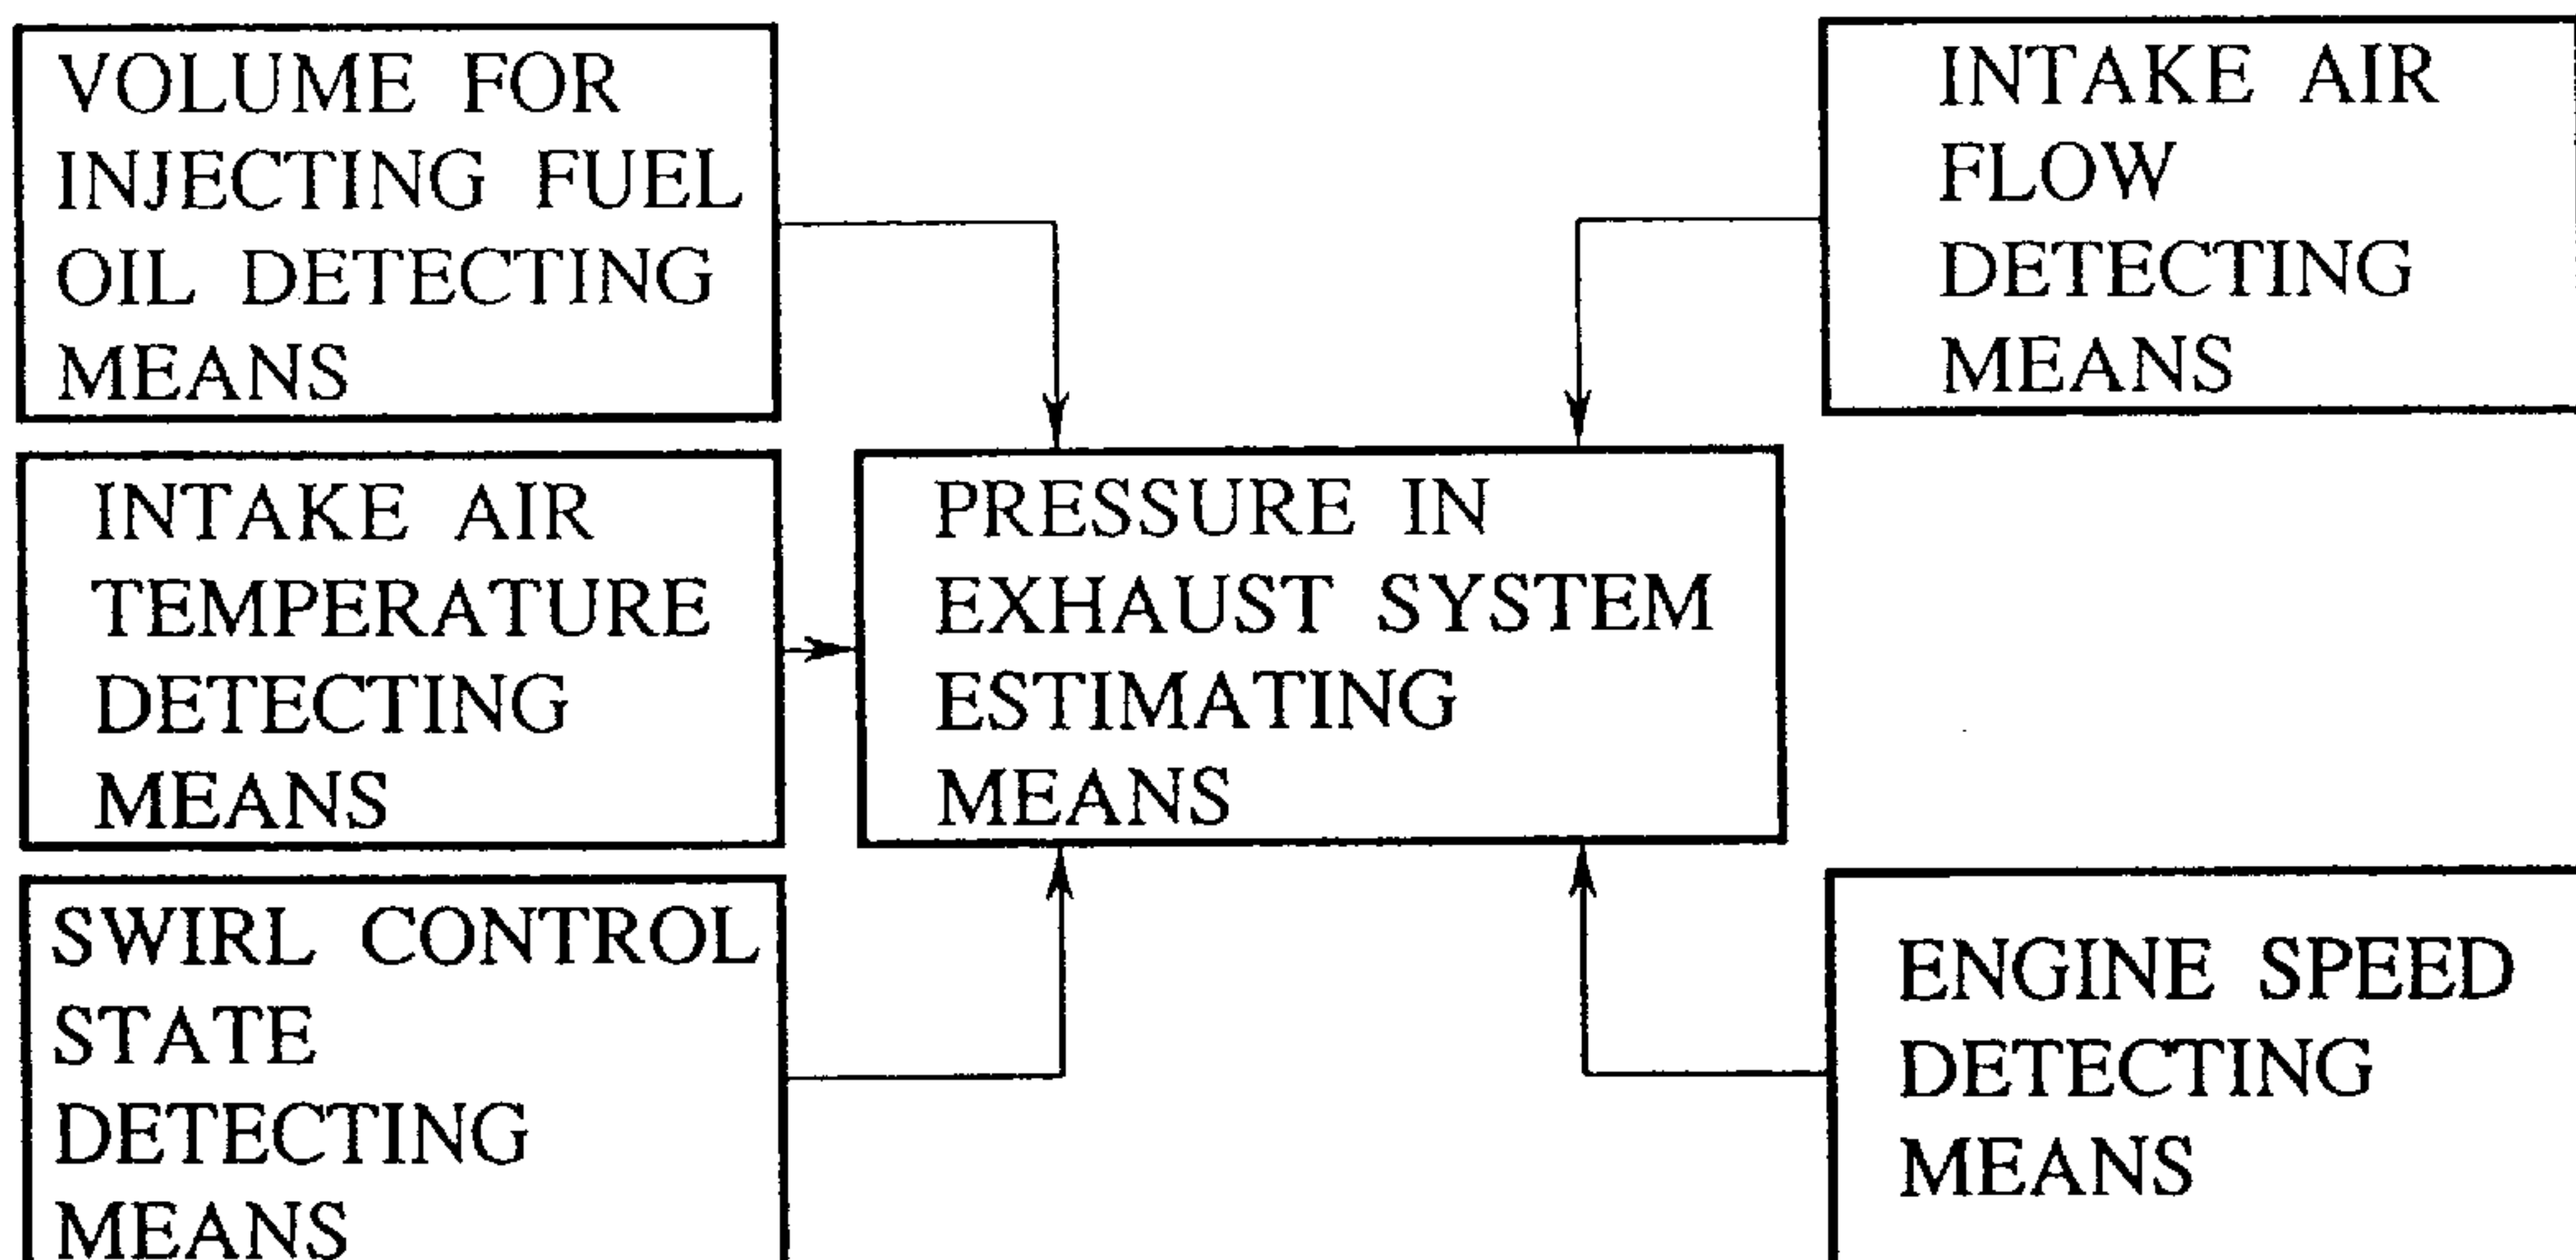 VOLUME FOR
INJECTING FUEL
OIL DETECTING
MEANS
INTAKE AIR
FLOW
DETECTING
MEANS
INTAKE AIR
TEMPERATURE
DETECTING
MEANS
PRESSURE IN
EXHAUST SYSTEM
ESTIMATING
MEANS
SWIRL CONTROL
STATE
DETECTING
MEANS
ENGINE SPEED
DETECTING
MEANS